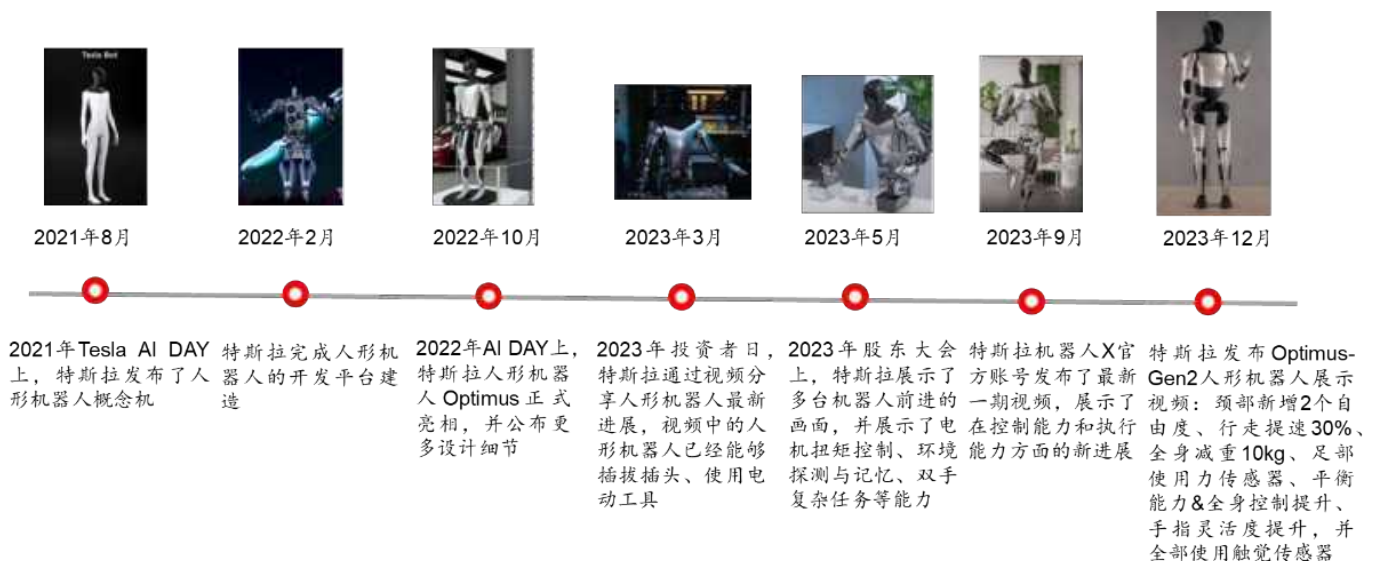 Tesla Bot
2021年8月
2022年2月
2022年10月
2023年3月
2023年5月
2023年9月
2023年12月
2021年Tesla AI DAY
上，特斯拉发布了人
形机器人概念机
特斯拉完成人形机
器人的开发平台建
造
2022年AI DAY上，
特斯拉人形机器
人 Optimus 正式
亮相，并公布更
多设计细节
2023年投资者日，
特斯拉通过视频分
享人形机器人最新
进展，视频中的人
形机器人已经能够
插拔插头、使用电
动工具
2023年股东大会
上，特斯拉展示了
多台机器人前进的
画面，并展示了电
机扭矩控制、环境
探测与记忆、双手
复杂任务等能力
特斯拉机器人X官
方账号发布了最新
一期视频，展示了
在控制能力和执行
能力方面的新进展
特斯拉发布Optimus-
Gen2人形机器人展示
视频：颈部新增2个自
由度、行走提速30%、
全身减重10kg、足部
使用力传感器、平衡
能力&全身控制提升、
手指灵活度提升，并
全部使用触觉传感器